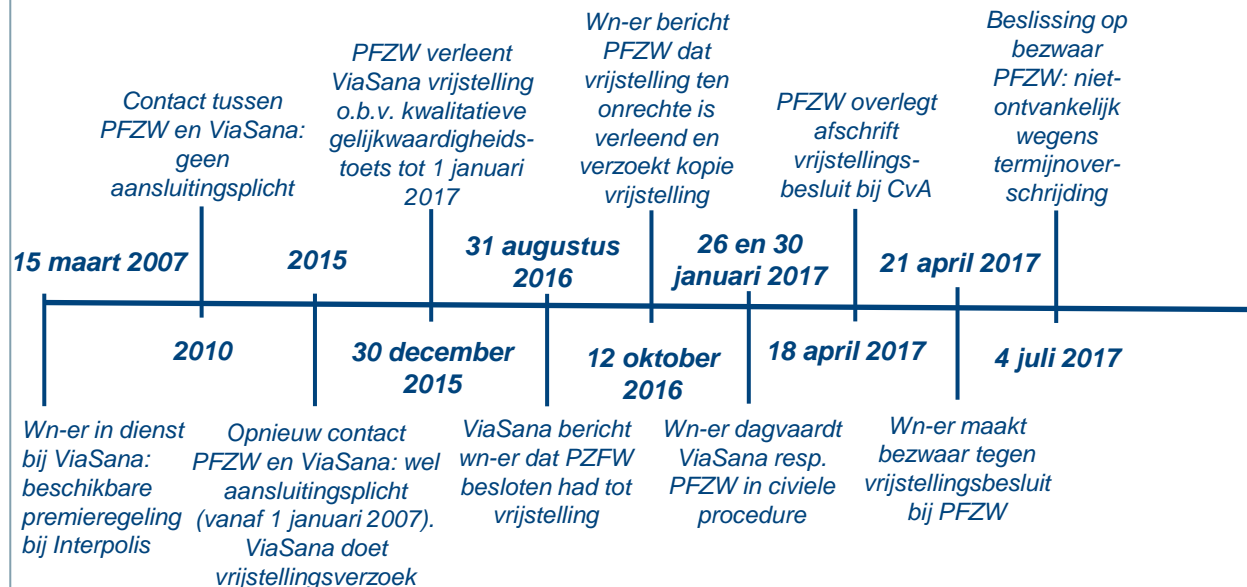 Contact tussen
PFZW en ViaSana:
geen
aansluitingsplicht
PFZW verleent
ViaSana vrijstelling
o.b.v. kwalitatieve
gelijkwaardigheids-
toets tot 1 januari
2017
Wn-er bericht
PFZW dat
vrijstelling ten
onrechte is
verleend en
verzoekt kopie
vrijstelling
PFZW overlegt
afschrift
vrijstellings-
besluit bij CvA
Beslissing op
bezwaar
PFZW: niet-
ontvankelijk
wegens
termijnover-
schrijding
15 maart 2007
2015
31 augustus
2016
26 en 30
januari 2017
21 april 2017
2010
30 december
2015
12 oktober
2016
18 april 2017
4 juli 2017
Wn-er in dienst
bij ViaSana:
beschikbare
premieregeling
bij Interpolis
Opnieuw contact
PFZW en ViaSana: wel
aansluitingsplicht
(vanaf 1 januari 2007).
ViaSana doet
vrijstellingsverzoek
ViaSana bericht
wn-er dat PZFW
besloten had tot
vrijstelling
Wn-er dagvaardt
ViaSana resp.
PFZW in civiele
procedure
Wn-er maakt
bezwaar tegen
vrijstellingsbesluit
bij PFZW